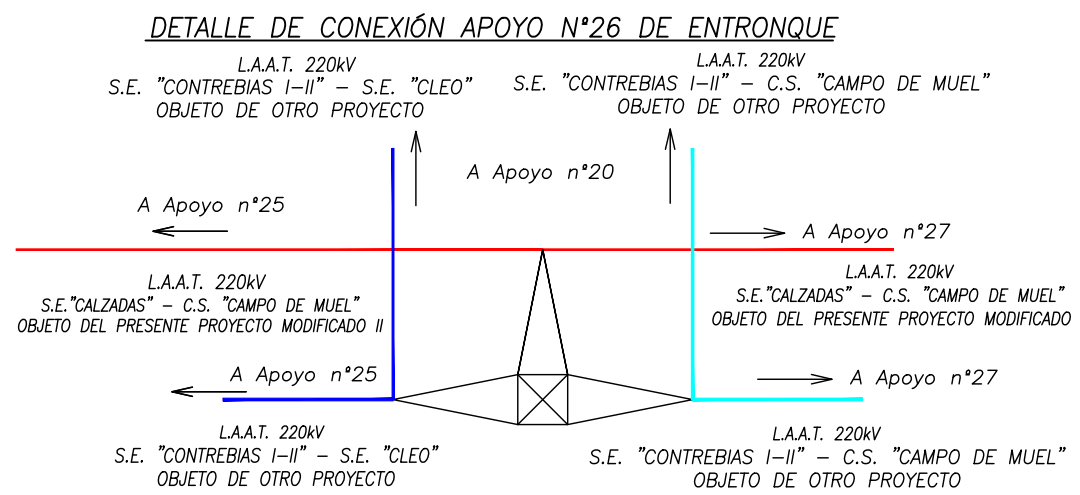 DETALLE DE CONEXIÓN APOYO Nº26 DE ENTRONQUE
L.A.A.T. 220kV
S.E. "CONTREBIAS I-II" - S.E. "CLEO"
OBJETO DE OTRO PROYECTO
L.A.A.T. 220kV
S.E. "CONTREBIAS I-II" - C.S. "CAMPO DE MUEL"
OBJETO DE OTRO PROYECTO
A Apoyo nº20
A Apoyo nº25
A Apoyo nº27
L.A.A.T. 220kV
S.E."CALZADAS" - C.S. "CAMPO DE MUEL"
OBJETO DEL PRESENTE PROYECTO MODIFICADO II
L.A.A.T. 220kV
S.E."CALZADAS" - C.S. "CAMPO DE MUEL"
OBJETO DEL PRESENTE PROYECTO MODIFICADO
A Apoyo nº25
A Apoyo nº27
L.A.A.T. 220kV
S.E. "CONTREBIAS I-II" - S.E. "CLEO"
OBJETO DE OTRO PROYECTO
L.A.A.T. 220kV
S.E. "CONTREBIAS I-II" - C.S. "CAMPO DE MUEL"
OBJETO DE OTRO PROYECTO